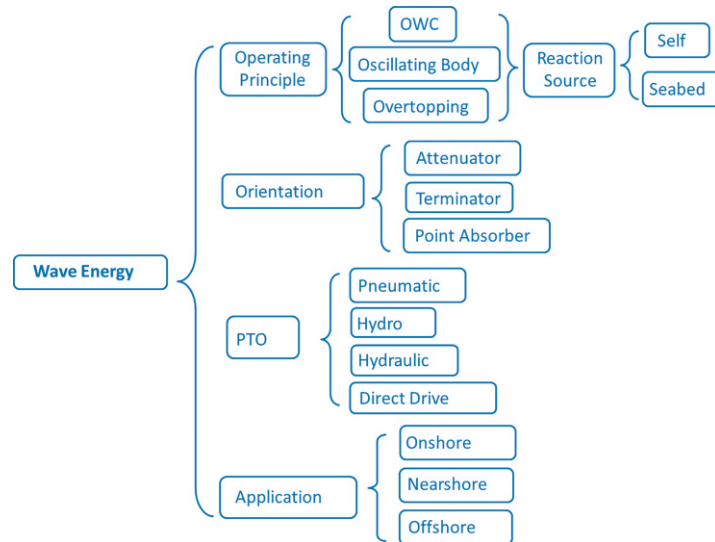 OWC
Operating
Principle
Oscillating Body
Overtopping
Reaction
Source
Self
Seabed
Orientation
Attenuator
Terminator
Point Absorber
Wave Energy
PTO
Pneumatic
Hydro
Hydraulic
Direct Drive
Application
Onshore
Nearshore
Offshore